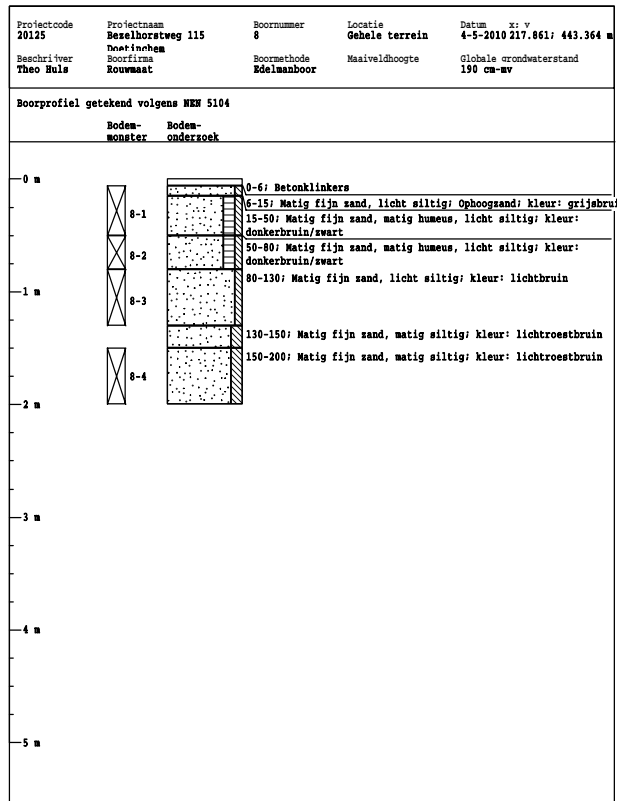 Projectcode Projectnaam Boornummer Locatie Datum x: y
20125 Bezelhorstweg 115 8 Gehele terrein 4-5-2010 217.861; 443.364 m
Doetinchem
Beschrijver Boorfirma Boormethode Maaiveldhoogte Globale grondwaterstand
Theo Huls Rouwmaat Edelmanboor 190 cm-mv
Boorprofiel getekend volgens NEN 5104
Bodem- Bodem-
monster onderzoek
0 m
0-6; Betonklinkers
6-15; Matig fijn zand, licht siltig; Ophoogzand; kleur: grijsbrui
8-1
15-50; Matig fijn zand, matig humeus, licht siltig; kleur:
donkerbruin/zwart
8-2
50-80; Matig fijn zand, matig humeus, licht siltig; kleur:
donkerbruin/zwart
80-130; Matig fijn zand, licht siltig; kleur: lichtbruin
1 m
8-3
130-150; Matig fijn zand, matig siltig; kleur: lichtroestbruin
150-200; Matig fijn zand, matig siltig; kleur: lichtroestbruin
8-4
2 m
3 m
4 m
5 m